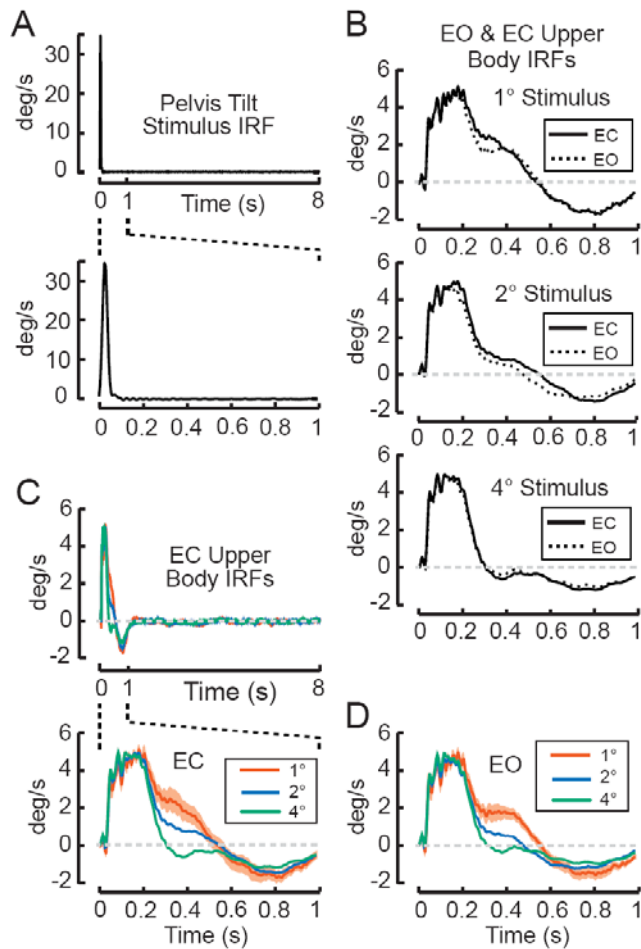 A
deg/s
30
20
10
0
Pelvis Tilt
Stimulus IRF
0
1
Time (s)
8
deg/s
30
20
10
0
0
0.2
0.4
0.6
0.8
1
B
EO & EC Upper
Body IRFs
1° Stimulus
deg/s
6
4
2
0
-2
EC
EO
0
0.2
0.4
0.6
0.8
1
2° Stimulus
deg/s
6
4
2
0
-2
EC
EO
0
0.2
0.4
0.6
0.8
1
4° Stimulus
deg/s
6
4
2
0
-2
EC
EO
0
0.2
0.4
0.6
0.8
1
C
deg/s
6
4
2
0
-2
EC Upper
Body IRFs
0
1
Time (s)
8
deg/s
6
4
2
0
-2
EC
1°
2°
4°
0
0.2
0.4
0.6
0.8
1
Time (s)
D
deg/s
6
4
2
0
-2
EO
1°
2°
4°
0
0.2
0.4
0.6
0.8
1
Time (s)